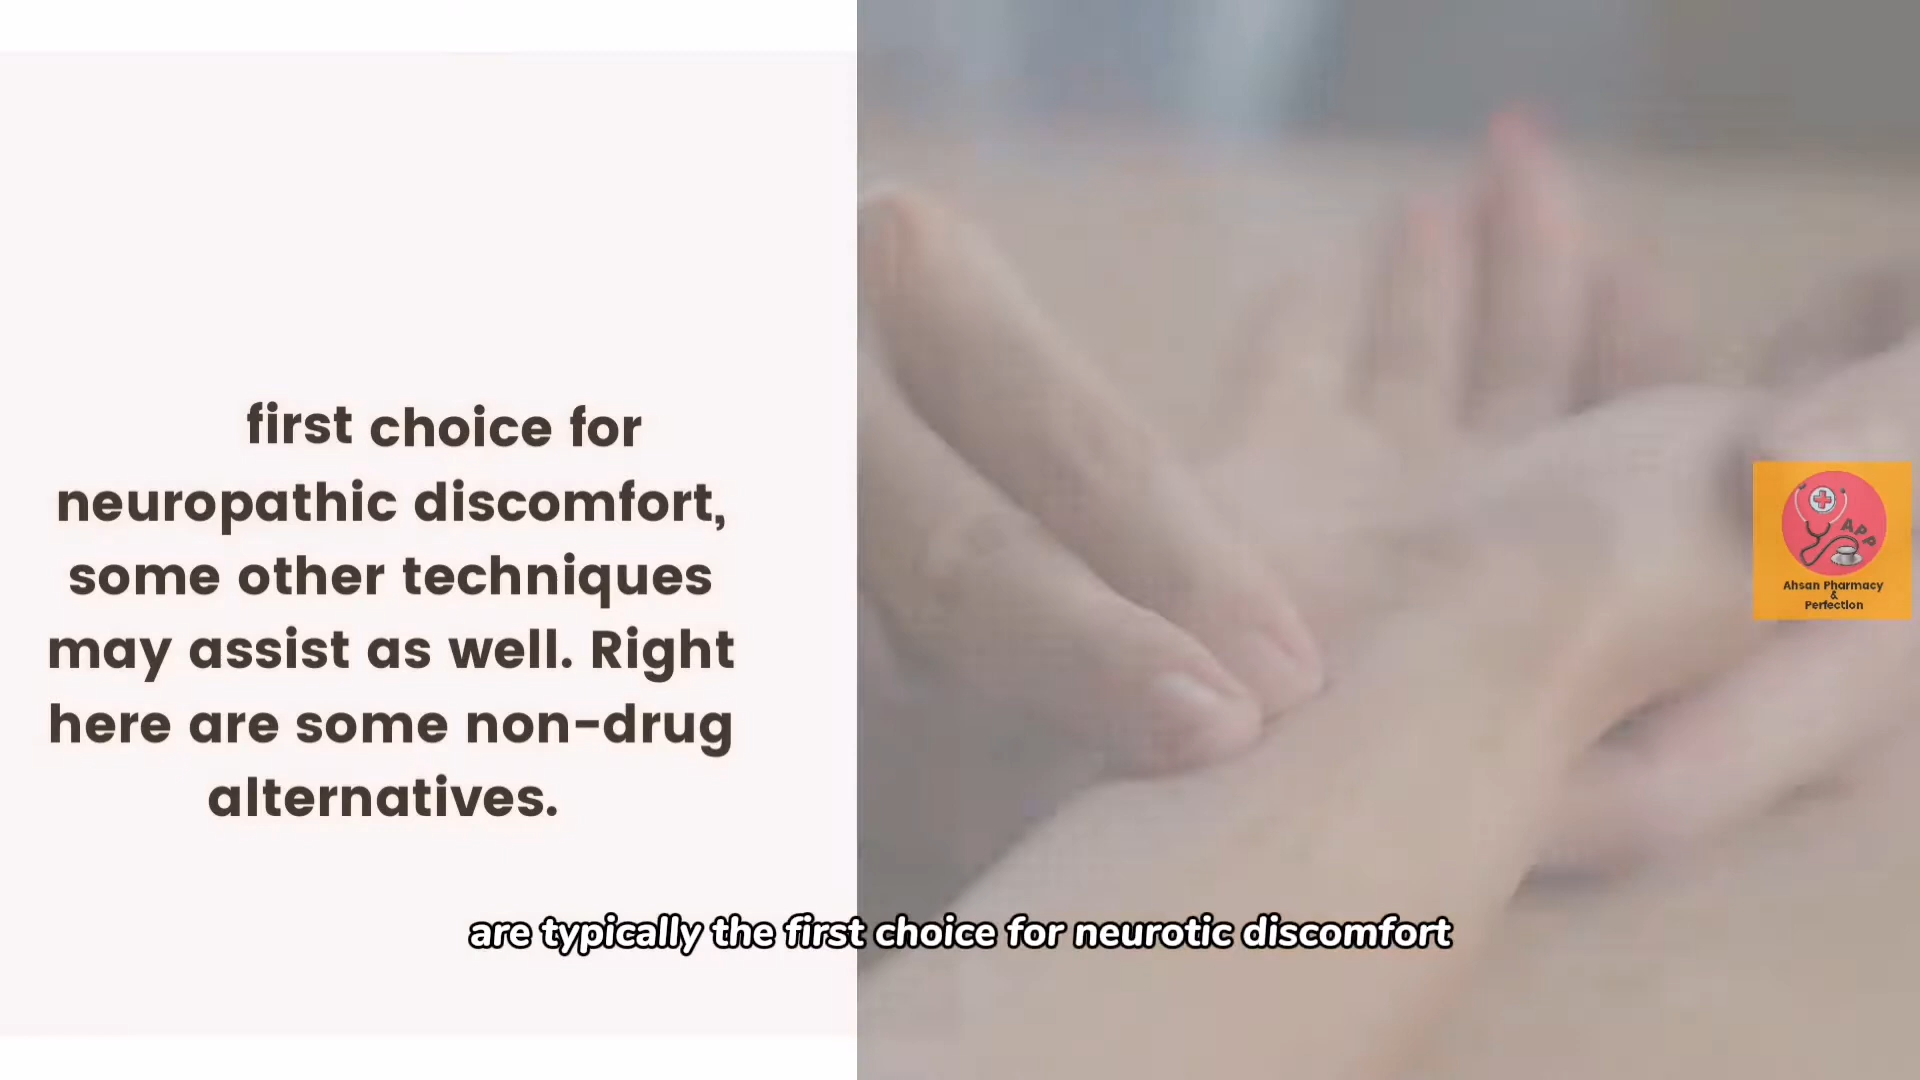 first choice for
neuropathic discomfort,
some other techniques
may assist as well. Right
here are some non-drug
alternatives.
APP
Ahsan Pharmacy
&
Perfection
are typically the first choice for neurotic discomfort